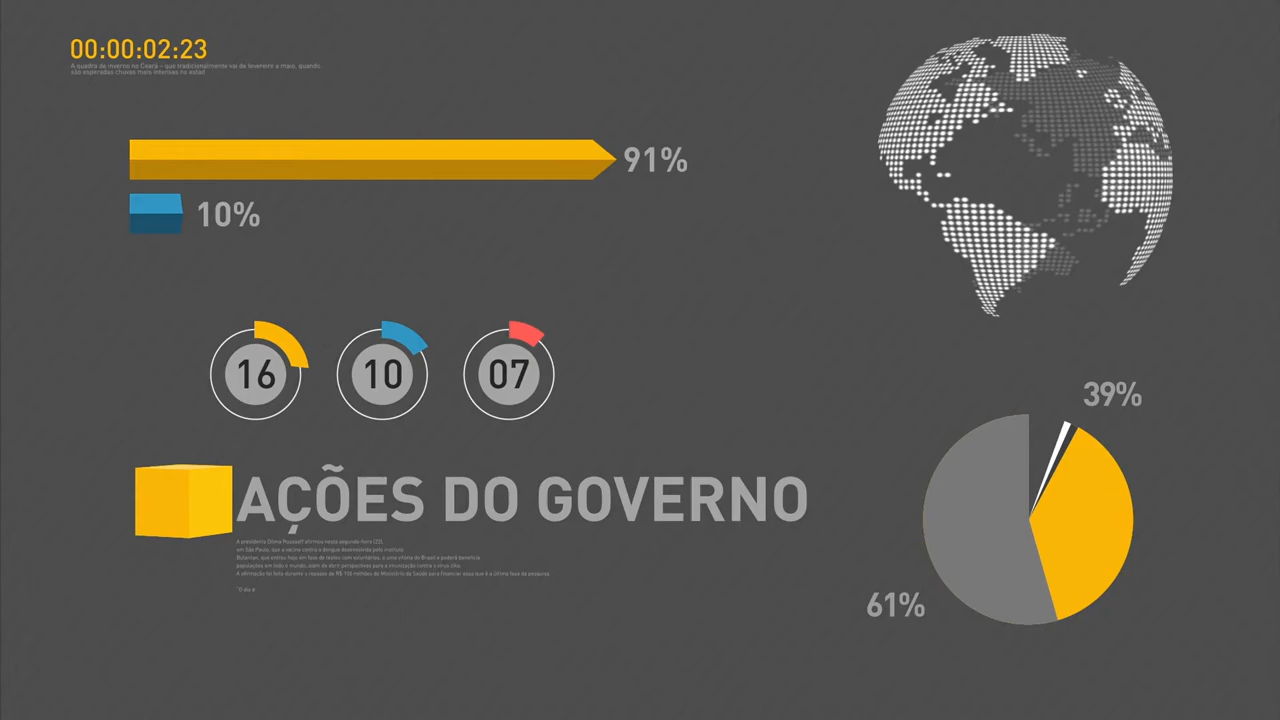 00:00:02:23
A quadra de inverno no Ceará – que tradicionalmente vai de fevereiro a maio, quando,
são esperadas chuvas mais intensas no estad
91%
10%
16 10 07
39%
AÇÕES DO GOVERNO
A presidenta Dilma Rousseff afirmou nesta segunda-feira (22),
em São Paulo, que a vacina contra a dengue desenvolvida pelo Instituto
Butantan, que entrou hoje em fase de testes com voluntários, é uma vitória do Brasil e poderá beneficia
populações em todo o mundo, além de abrir perspectivas para a imunização contra o vírus zika.
A afirmação foi feita durante o repasse de R$ 100 milhões do Ministério da Saúde para financiar essa que é a última fase de pesquisa.
"O dia e
61%